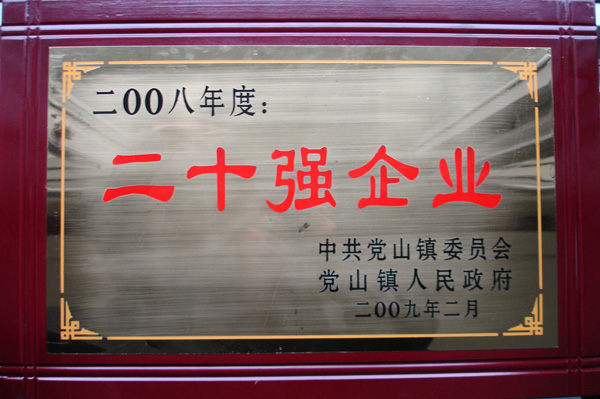 二00八年度：
二十强企业
中共党山镇委员会
党山镇人民政府
二00九年二月